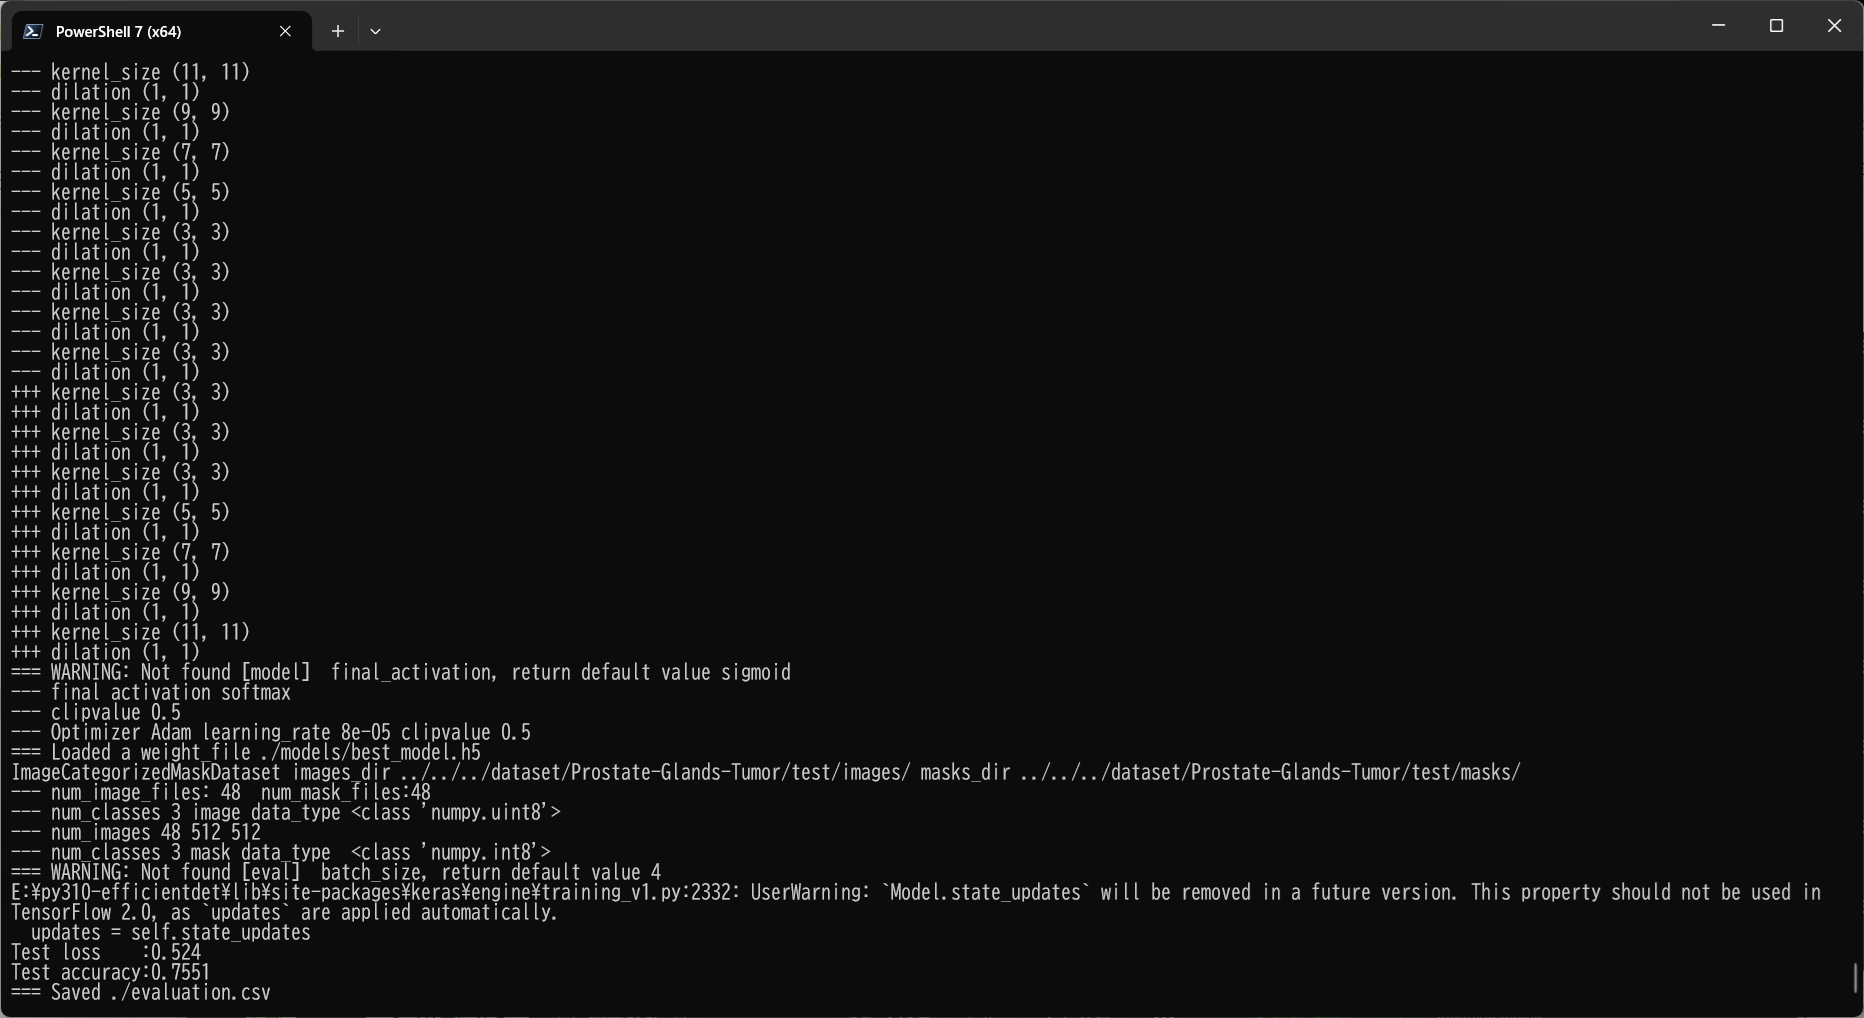 PowerShell 7 (x64)
--- kernel_size (11, 11)
--- dilation (1, 1)
--- kernel_size (9, 9)
--- dilation (1, 1)
--- kernel_size (7, 7)
--- dilation (1, 1)
--- kernel_size (5, 5)
--- dilation (1, 1)
--- kernel_size (3, 3)
--- dilation (1, 1)
--- kernel_size (3, 3)
--- dilation (1, 1)
--- kernel_size (3, 3)
--- dilation (1, 1)
--- kernel_size (3, 3)
--- dilation (1, 1)
+++ kernel_size (3, 3)
+++ dilation (1, 1)
+++ kernel_size (3, 3)
+++ dilation (1, 1)
+++ kernel_size (3, 3)
+++ dilation (1, 1)
+++ kernel_size (5, 5)
+++ dilation (1, 1)
+++ kernel_size (7, 7)
+++ dilation (1, 1)
+++ kernel_size (9, 9)
+++ dilation (1, 1)
+++ kernel_size (11, 11)
+++ dilation (1, 1)
=== WARNING: Not found [model]  final_activation, return default value sigmoid
--- final activation softmax
--- clipvalue 0.5
--- Optimizer Adam learning_rate 8e-05 clipvalue 0.5
=== Loaded a weight_file ./models/best_model.h5
ImageCategorizedMaskDataset images_dir ../../../dataset/Prostate-Glands-Tumor/test/images/ masks_dir ../../../dataset/Prostate-Glands-Tumor/test/masks/
--- num_image_files: 48  num_mask_files:48
--- num_classes 3 image data_type <class 'numpy.uint8'>
--- num_images 48 512 512
--- num_classes 3 mask data_type  <class 'numpy.int8'>
=== WARNING: Not found [eval]  batch_size, return default value 4
E:¥py310-efficientdet¥lib¥site-packages¥keras¥engine¥training_v1.py:2332: UserWarning: `Model.state_updates` will be removed in a future version. This property should not be used in
TensorFlow 2.0, as `updates` are applied automatically.
  updates = self.state_updates
Test loss    :0.524
Test accuracy:0.7551
=== Saved ./evaluation.csv